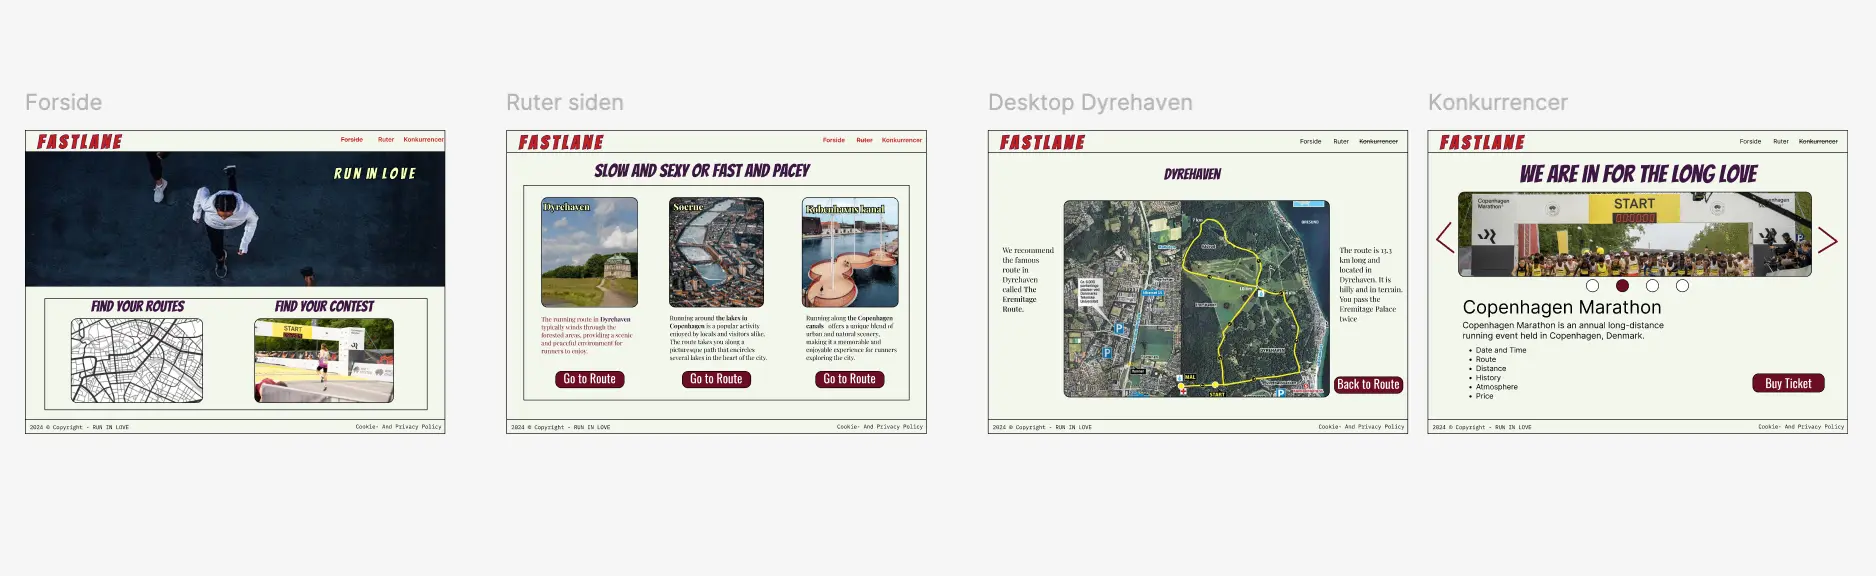 Forside
FASTLANE
Forside Ruter Konkurrencer
RUN IN LOVE
FIND YOUR ROUTES
FIND YOUR CONTEST
START
2024 © Copyright - RUN IN LOVE
Cookie- And Privacy Policy
Ruter siden
FASTLANE
Forside Ruter Konkurrencer
SLOW AND SEXY OR FAST AND PACEY
Dyrehaven
Søerne
Københavns kanal
The running route in Dyrehaven
typically winds through the
forested areas, providing a scenic
and peaceful environment for
runners to enjoy.
Running around the lakes in
Copenhagen is a popular activity
enjoyed by locals and visitors alike.
The route takes you along a
picturesque path that encircles
several lakes in the heart of the city.
Running along the Copenhagen
canals offers a unique blend of
urban and natural scenery,
making it a memorable and
enjoyable experience for runners
exploring the city.
Go to Route
Go to Route
Go to Route
2024 © Copyright - RUN IN LOVE
Cookie- And Privacy Policy
Desktop Dyrehaven
FASTLANE
Forside Ruter Konkurrencer
DYREHAVEN
We recommend
the famous
route in
Dyrehaven
called The
Eremitage
Route.
ØRESUND
P
P
P
MÅL
START
The route is 13.3
km long and
located in
Dyrehaven. It is
hilly and in terrain.
You pass the
Eremitage Palace
twice
Back to Route
2024 © Copyright - RUN IN LOVE
Cookie- And Privacy Policy
Konkurrencer
FASTLANE
Forside Ruter Konkurrencer
WE ARE IN FOR THE LONG LOVE
Copenhagen
Marathon
START
Copenhagen Marathon
Copenhagen Marathon is an annual long-distance
running event held in Copenhagen, Denmark.
• Date and Time
• Route
• Distance
• History
• Atmosphere
• Price
Buy Ticket
2024 © Copyright - RUN IN LOVE
Cookie- And Privacy Policy